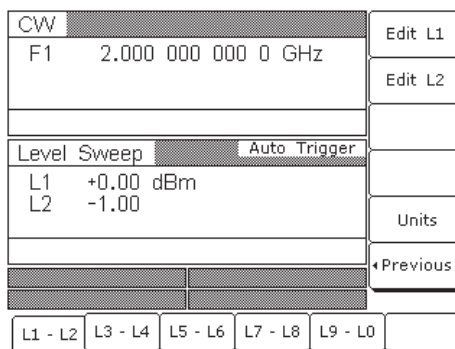 CW
F1 2.000 000 000 0 GHz
Level Sweep Auto Trigger
L1 +0.00 dBm
L2 -1.00
Edit L1
Edit L2
Units
Previous
L1 - L2 L3 - L4 L5 - L6 L7 - L8 L9 - L0